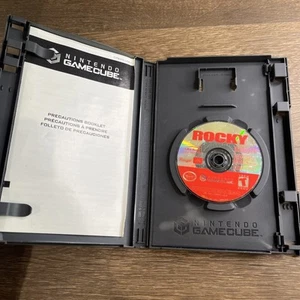 NINTENDO
GAMECUBE
PRECAUTIONS BOOKLET
PRÉCAUTIONS À PRENDRE
FOLLETO DE PRECAUCIONES
ROCKY
T
NINTENDO
GAMECUBE